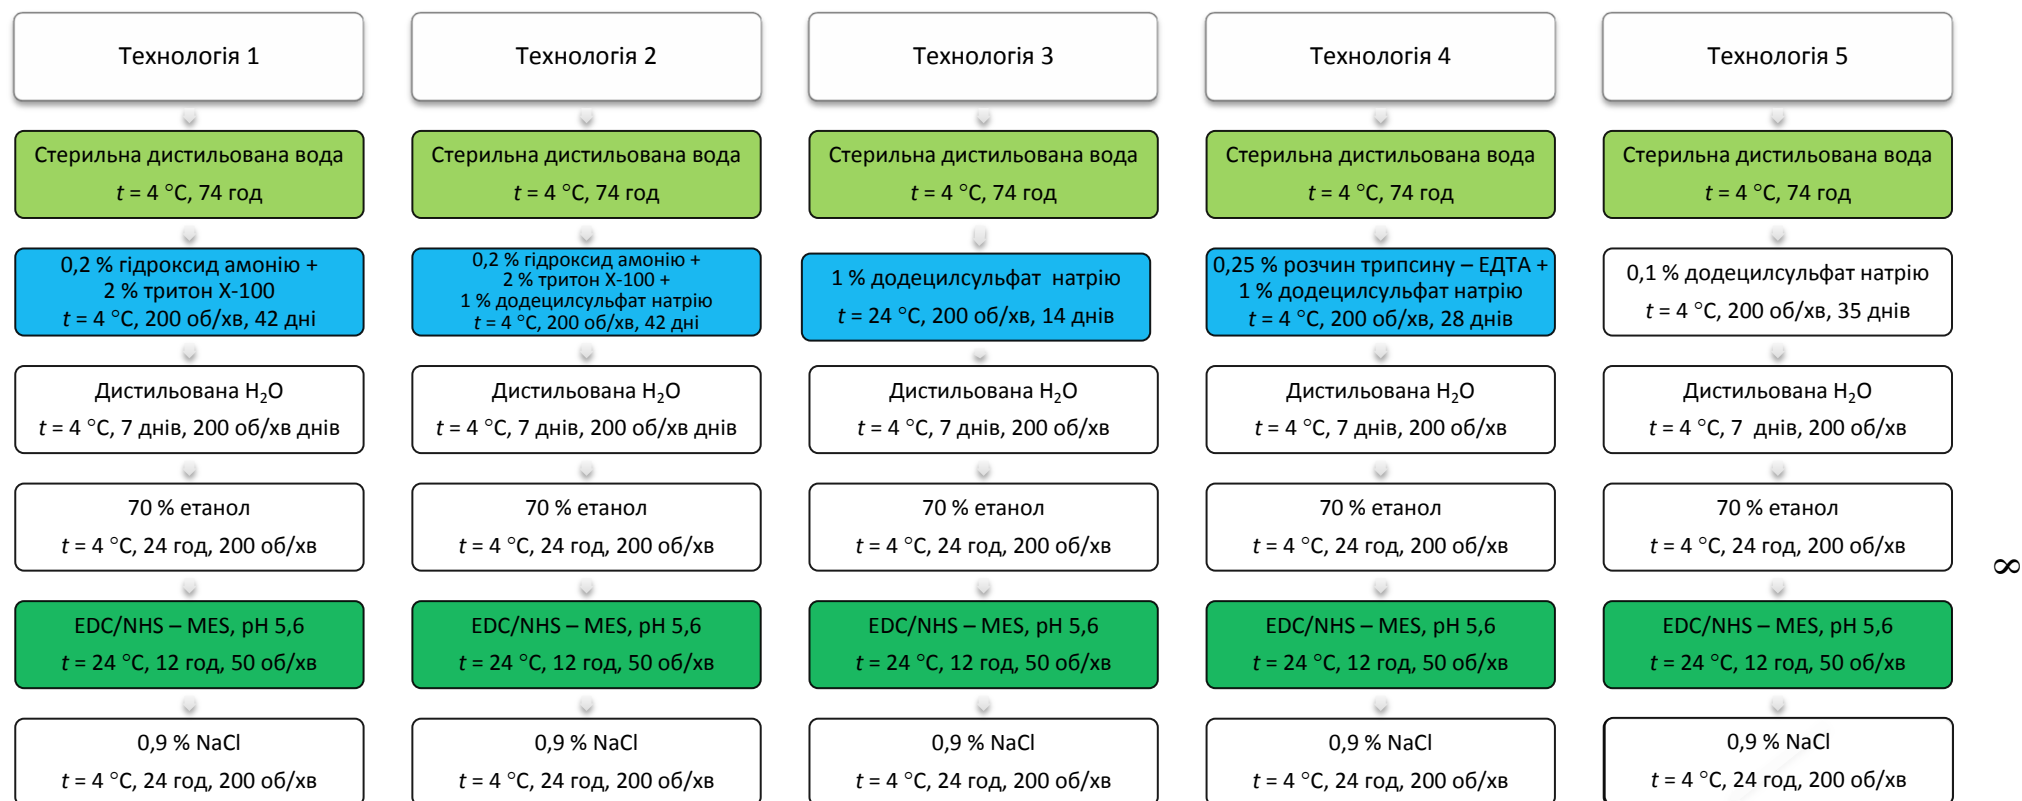 Технологія 1
Технологія 2
Технологія 3
Технологія 4
Технологія 5
Стерильна дистильована вода
t = 4 °C, 74 год
Стерильна дистильована вода
t = 4 °C, 74 год
Стерильна дистильована вода
t = 4 °C, 74 год
Стерильна дистильована вода
t = 4 °C, 74 год
Стерильна дистильована вода
t = 4 °C, 74 год
0,2 % гідроксид амонію +
2 % тритон X-100
t = 4 °C, 200 об/хв, 42 дні
0,2 % гідроксид амонію +
2 % тритон X-100 +
1 % додецилсульфат натрію
t = 4 °C, 200 об/хв, 42 дні
1 % додецилсульфат натрію
t = 24 °C, 200 об/хв, 14 днів
0,25 % розчин трипсину – ЕДТА +
1 % додецилсульфат натрію
t = 4 °C, 200 об/хв, 28 днів
0,1 % додецилсульфат натрію
t = 4 °C, 200 об/хв, 35 днів
Дистильована H₂O
t = 4 °C, 7 днів, 200 об/хв днів
Дистильована H₂O
t = 4 °C, 7 днів, 200 об/хв днів
Дистильована H₂O
t = 4 °C, 7 днів, 200 об/хв
Дистильована H₂O
t = 4 °C, 7 днів, 200 об/хв
Дистильована H₂O
t = 4 °C, 7 днів, 200 об/хв
70 % етанол
t = 4 °C, 24 год, 200 об/хв
70 % етанол
t = 4 °C, 24 год, 200 об/хв
70 % етанол
t = 4 °C, 24 год, 200 об/хв
70 % етанол
t = 4 °C, 24 год, 200 об/хв
70 % етанол
t = 4 °C, 24 год, 200 об/хв
∞
EDC/NHS – MES, pH 5,6
t = 24 °C, 12 год, 50 об/хв
EDC/NHS – MES, pH 5,6
t = 24 °C, 12 год, 50 об/хв
EDC/NHS – MES, pH 5,6
t = 24 °C, 12 год, 50 об/хв
EDC/NHS – MES, pH 5,6
t = 24 °C, 12 год, 50 об/хв
EDC/NHS – MES, pH 5,6
t = 24 °C, 12 год, 50 об/хв
0,9 % NaCl
t = 4 °C, 24 год, 200 об/хв
0,9 % NaCl
t = 4 °C, 24 год, 200 об/хв
0,9 % NaCl
t = 4 °C, 24 год, 200 об/хв
0,9 % NaCl
t = 4 °C, 24 год, 200 об/хв
0,9 % NaCl
t = 4 °C, 24 год, 200 об/хв